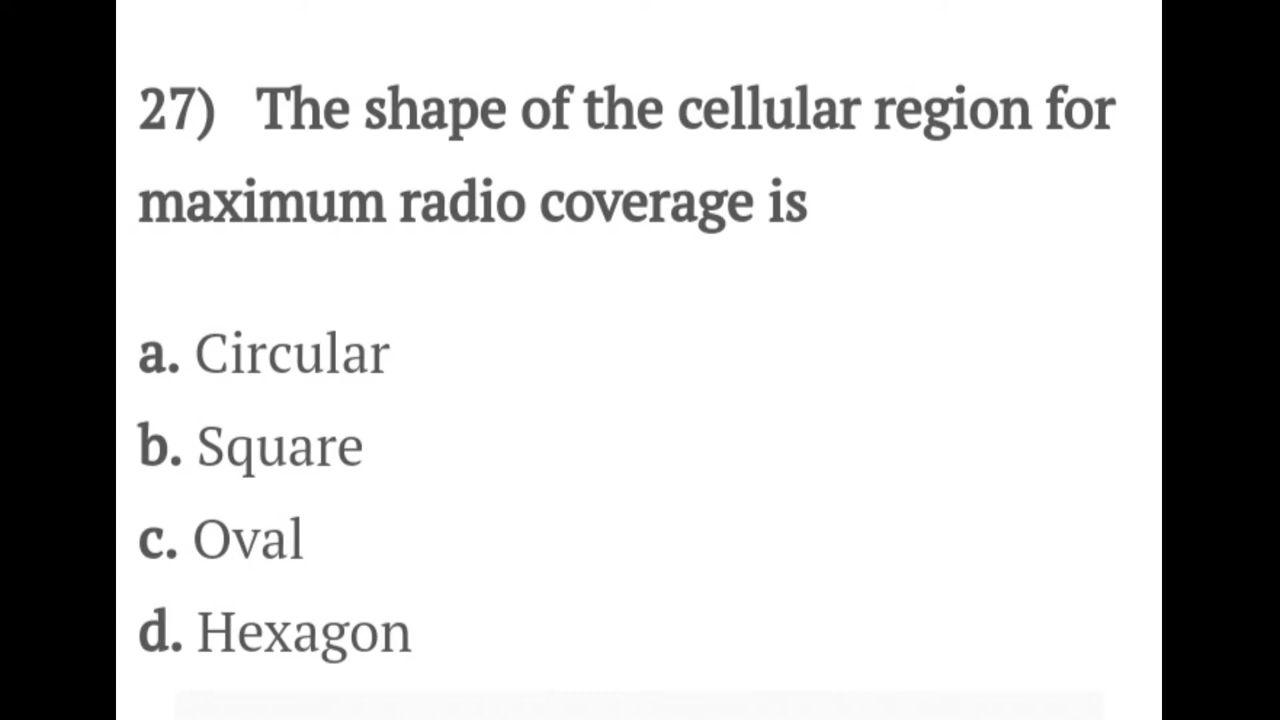 27) The shape of the cellular region for
maximum radio coverage is
a. Circular
b. Square
c. Oval
d. Hexagon